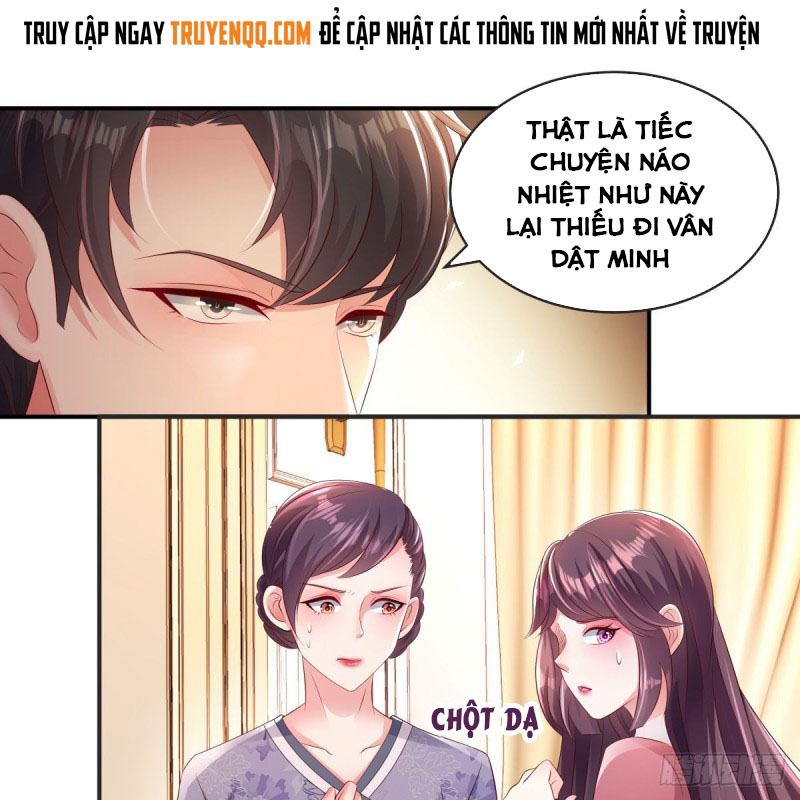 TRUY CẬP NGAY TRUYENQQ.COM ĐỂ CẬP NHẬT CÁC THÔNG TIN MỚI NHẤT VỀ TRUYỆN
THẬT LÀ TIẾC
CHUYỆN NÁO
NHIỆT NHƯ NÀY
LẠI THIẾU ĐI VÂN
DẬT MINH
CHỘT DẠ